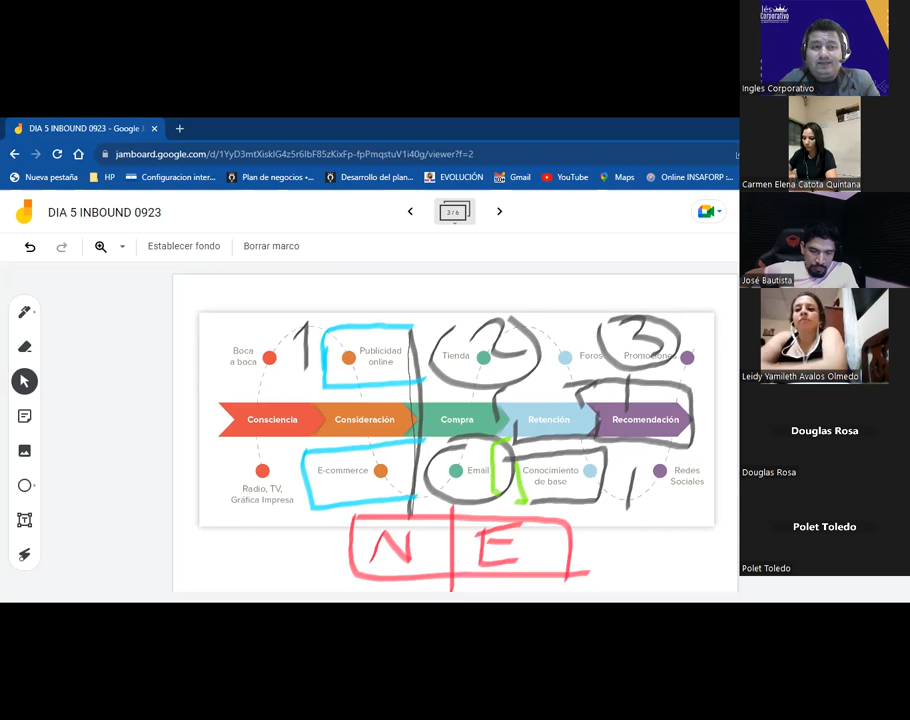 lés
Corporativo
Ingles Corporativo
DIA 5 INBOUND 0923 - Google J
jamboard.google.com/d/1YyD3mtXiskIG4z5r6IbF85zKixFp-fpPmqstuV1i40g/viewer?f=2
Nueva pestaña
HP
Configuracion inter...
Plan de negocios •...
Desarrollo del plan...
EVOLUCIÓN
Gmail
YouTube
Maps
Online INSAFORP :...
DIA 5 INBOUND 0923
3 / 6
Establecer fondo
Borrar marco
Boca
a boca
1
Publicidad
online
Tienda
2
Foros
3
Promociones
Consciencia
Consideración
Compra
Retención
Recomendación
Radio, TV,
Gráfica Impresa
E-commerce
Email
Conocimiento
de base
Redes
Sociales
N
E
Carmen Elena Catota Quintana
José Bautista
Leidy Yamileth Avalos Olmedo
Douglas Rosa
Douglas Rosa
Polet Toledo
Polet Toledo